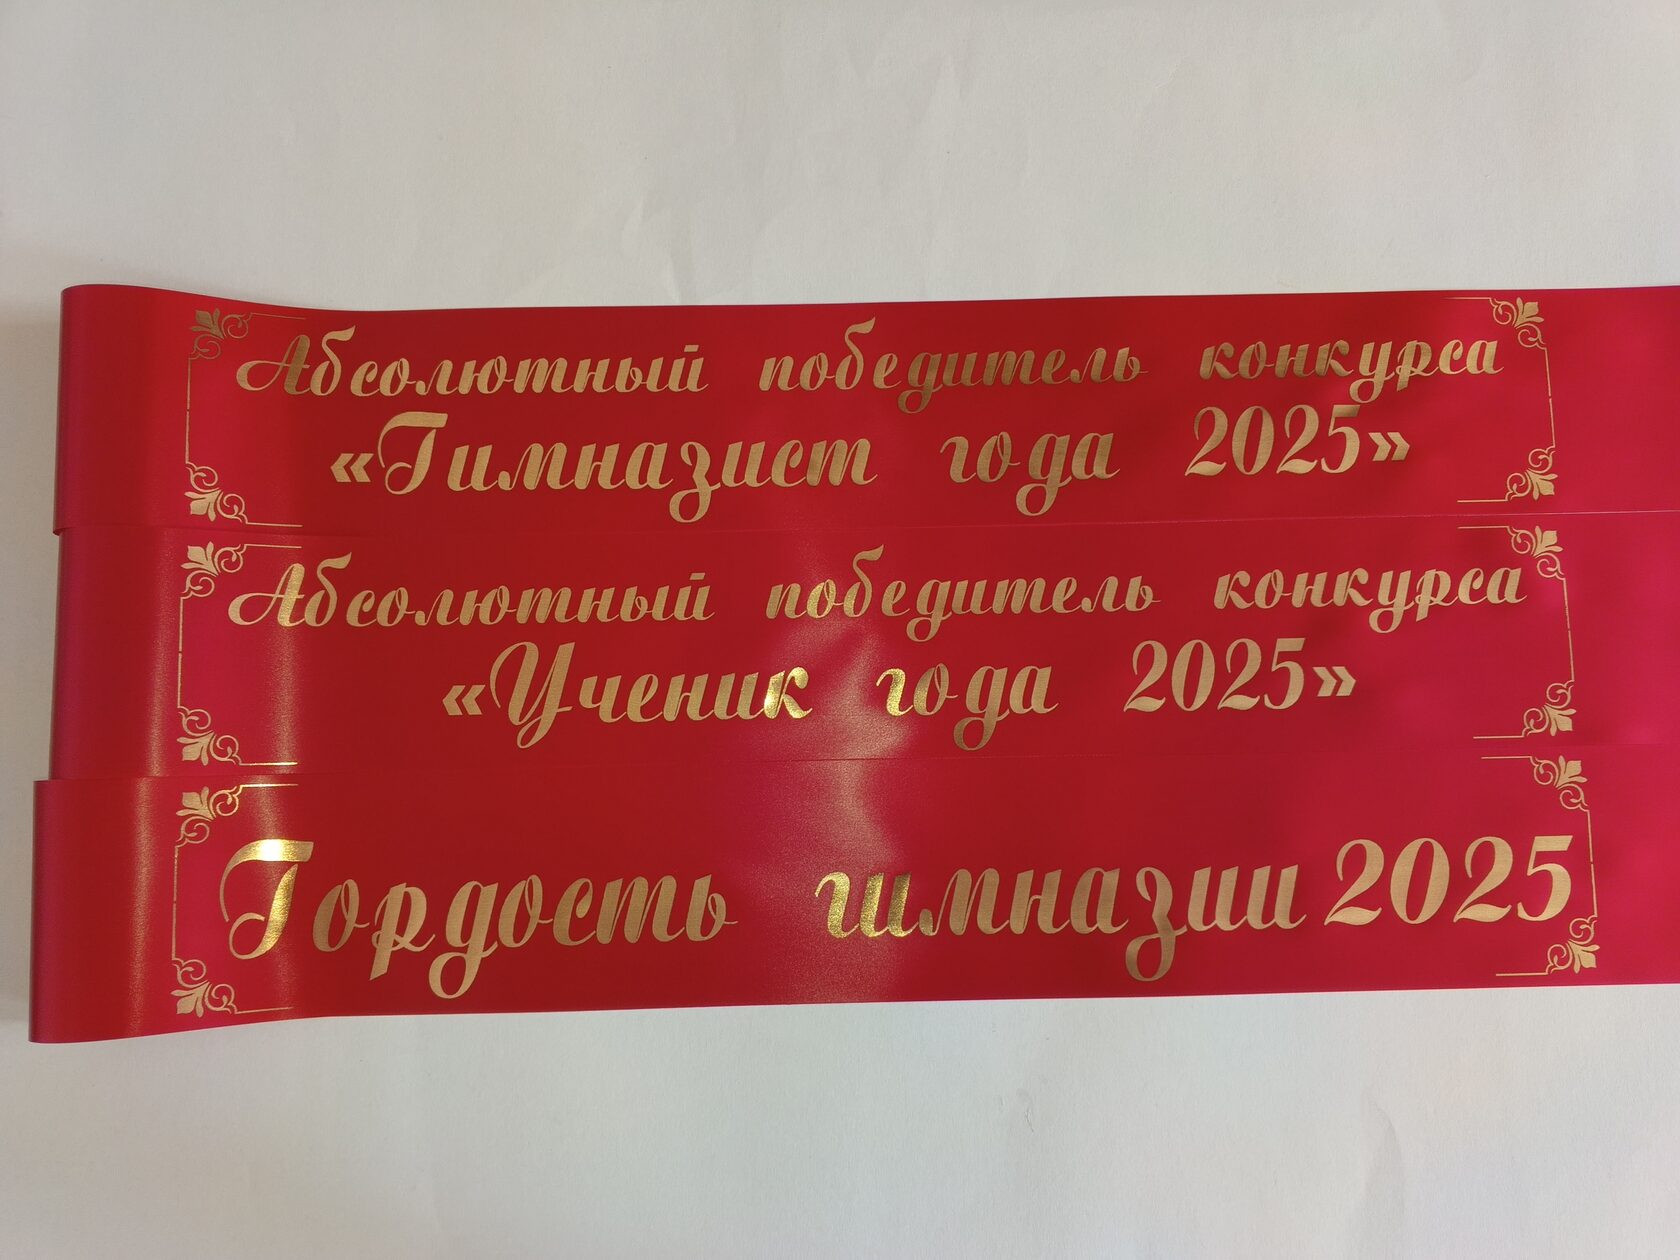 Абсолютный победитель конкурса
«Гимназист года 2025»
Абсолютный победитель конкурса
«Ученик года 2025»
Гордость гимназии 2025